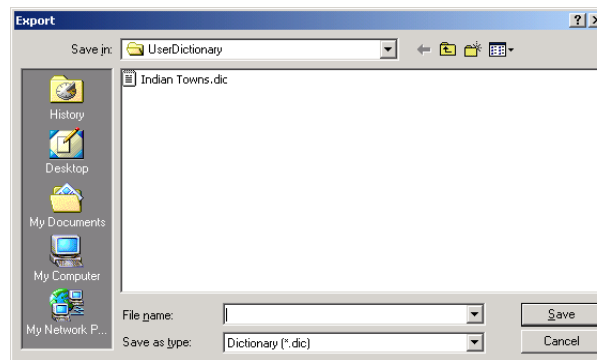 Export
Save in: UserDictionary
Indian Towns.dic
History
Desktop
My Documents
My Computer
My Network P...
File name:
Save
Save as type: Dictionary (*.dic)
Cancel